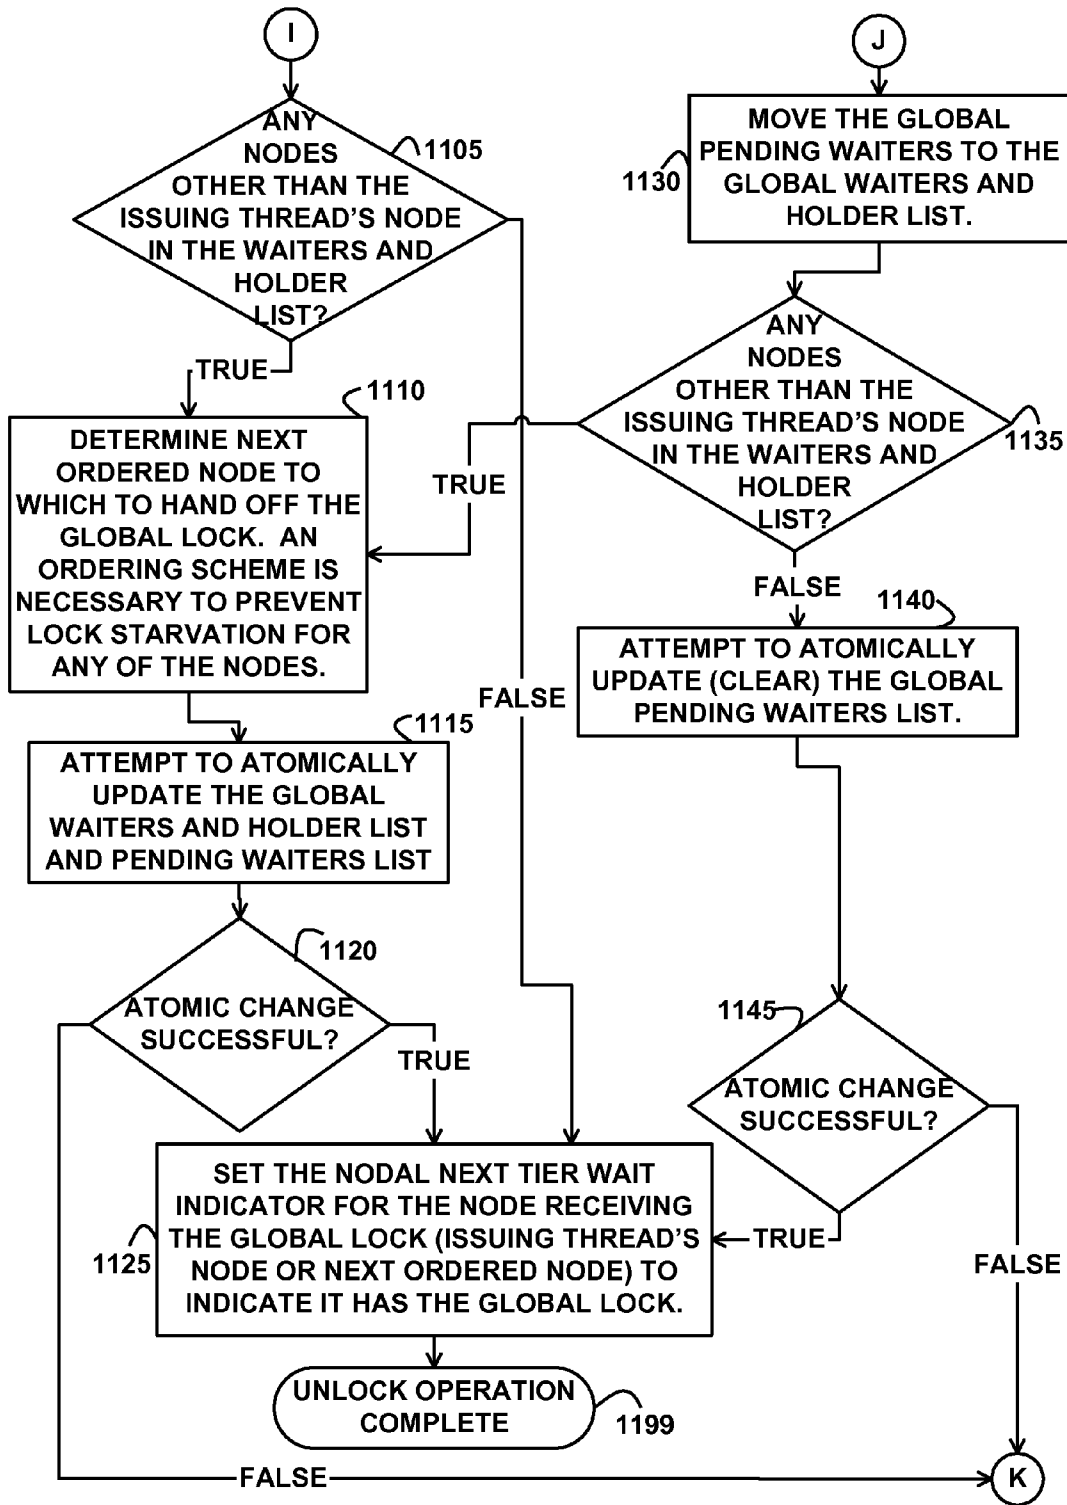 I
ANY
NODES
OTHER THAN THE
ISSUING THREAD'S NODE
IN THE WAITERS AND
HOLDER
LIST?
1105
TRUE
FALSE
1110
DETERMINE NEXT
ORDERED NODE TO
WHICH TO HAND OFF THE
GLOBAL LOCK. AN
ORDERING SCHEME IS
NECESSARY TO PREVENT
LOCK STARVATION FOR
ANY OF THE NODES.
1115
ATTEMPT TO ATOMICALLY
UPDATE THE GLOBAL
WAITERS AND HOLDER LIST
AND PENDING WAITERS LIST
1120
ATOMIC CHANGE
SUCCESSFUL?
TRUE
FALSE
J
MOVE THE GLOBAL
PENDING WAITERS TO THE
GLOBAL WAITERS AND
HOLDER LIST.
1130
ANY
NODES
OTHER THAN THE
ISSUING THREAD'S NODE
IN THE WAITERS AND
HOLDER
LIST?
1135
TRUE
FALSE
1140
ATTEMPT TO ATOMICALLY
UPDATE (CLEAR) THE GLOBAL
PENDING WAITERS LIST.
1145
ATOMIC CHANGE
SUCCESSFUL?
TRUE
FALSE
SET THE NODAL NEXT TIER WAIT
INDICATOR FOR THE NODE RECEIVING
THE GLOBAL LOCK (ISSUING THREAD'S
NODE OR NEXT ORDERED NODE) TO
INDICATE IT HAS THE GLOBAL LOCK.
1125
UNLOCK OPERATION
COMPLETE
1199
K